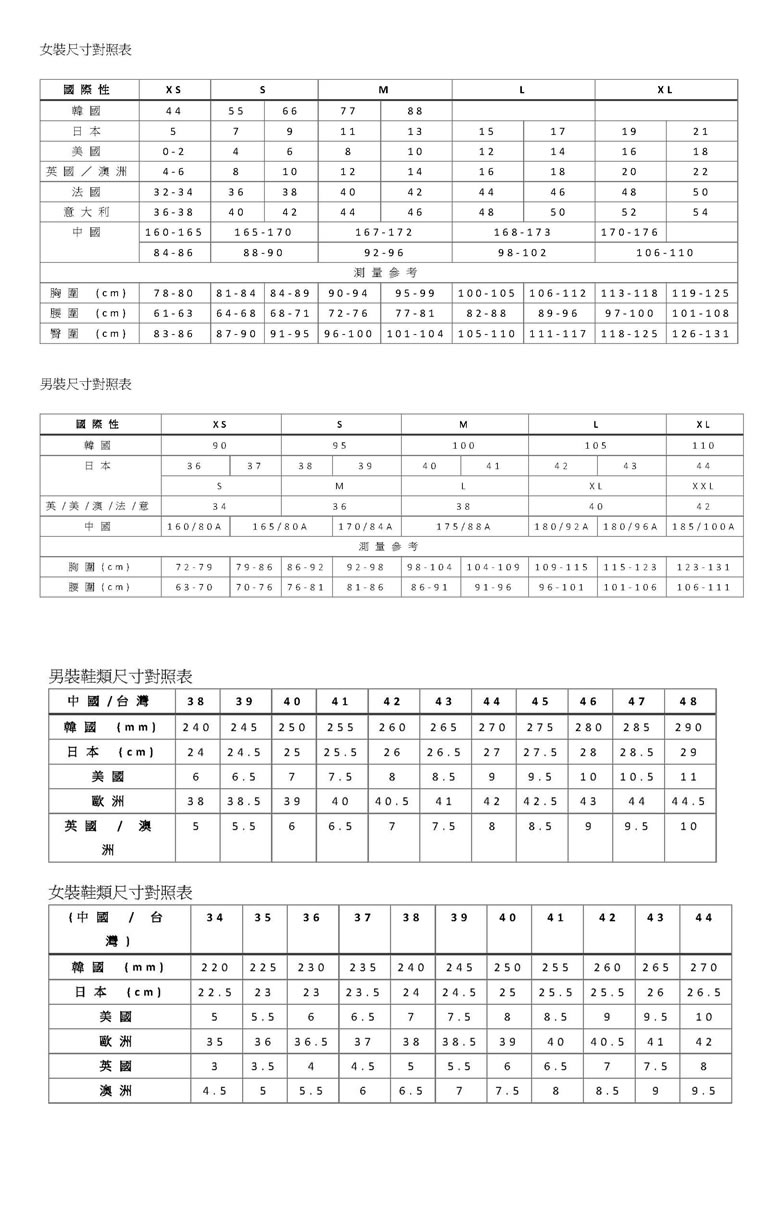 女裝尺寸對照表
國際性 XS S M L XL
韓國 44 55 66 77 88
日本 5 7 9 11 13 15 17 19 21
美國 0-2 4 6 8 10 12 14 16 18
英國／澳洲 4-6 8 10 12 14 16 18 20 22
法國 32-34 36 38 40 42 44 46 48 50
意大利 36-38 40 42 44 46 48 50 52 54
中國 160-165 165-170 167-172 168-173 170-176
84-86 88-90 92-96 98-102 106-110
測量參考
胸圍 (cm) 78-80 81-84 84-89 90-94 95-99 100-105 106-112 113-118 119-125
腰圍 (cm) 61-63 64-68 68-71 72-76 77-81 82-88 89-96 97-100 101-108
臀圍 (cm) 83-86 87-90 91-95 96-100 101-104 105-110 111-117 118-125 126-131
男裝尺寸對照表
國際性 XS S M L XL
韓國 90 95 100 105 110
日本 36 37 38 39 40 41 42 43 44
S M L XL XXL
英/美/澳/法/意 34 36 38 40 42
中國 160/80A 165/80A 170/84A 175/88A 180/92A 180/96A 185/100A
測量參考
胸圍(cm) 72-79 79-86 86-92 92-98 98-104 104-109 109-115 115-123 123-131
腰圍(cm) 63-70 70-76 76-81 81-86 86-91 91-96 96-101 101-106 106-111
男裝鞋類尺寸對照表
中國/台灣 38 39 40 41 42 43 44 45 46 47 48
韓國 (mm) 240 245 250 255 260 265 270 275 280 285 290
日本 (cm) 24 24.5 25 25.5 26 26.5 27 27.5 28 28.5 29
美國 6 6.5 7 7.5 8 8.5 9 9.5 10 10.5 11
歐洲 38 38.5 39 40 40.5 41 42 42.5 43 44 44.5
英國 / 澳 5 5.5 6 6.5 7 7.5 8 8.5 9 9.5 10
洲
女裝鞋類尺寸對照表
(中國 / 台 34 35 36 37 38 39 40 41 42 43 44
灣)
韓國 (mm) 220 225 230 235 240 245 250 255 260 265 270
日本 (cm) 22.5 23 23 23.5 24 24.5 25 25.5 25.5 26 26.5
美國 5 5.5 6 6.5 7 7.5 8 8.5 9 9.5 10
歐洲 35 36 36.5 37 38 38.5 39 40 40.5 41 42
英國 3 3.5 4 4.5 5 5.5 6 6.5 7 7.5 8
澳洲 4.5 5 5.5 6 6.5 7 7.5 8 8.5 9 9.5